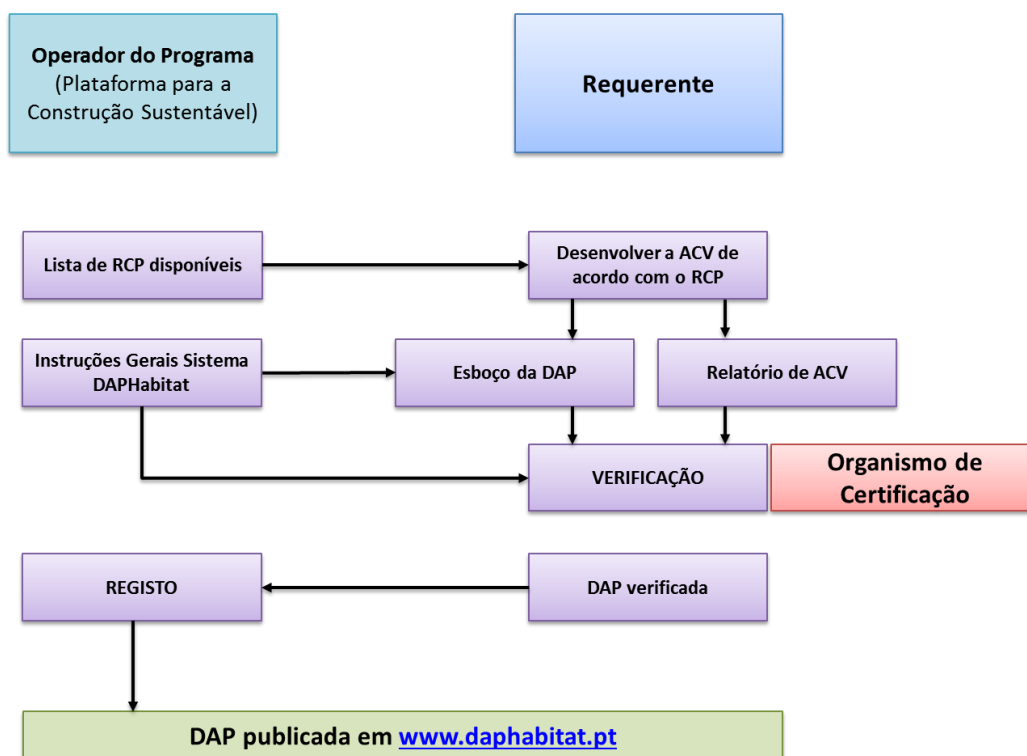 Operador do Programa
(Plataforma para a
Construção Sustentável)
Requerente
Lista de RCP disponíveis
Desenvolver a ACV de
acordo com o RCP
Instruções Gerais Sistema
DAPHabitat
Esboço da DAP
Relatório de ACV
VERIFICAÇÃO
Organismo de
Certificação
REGISTO
DAP verificada
DAP publicada em www.daphabitat.pt